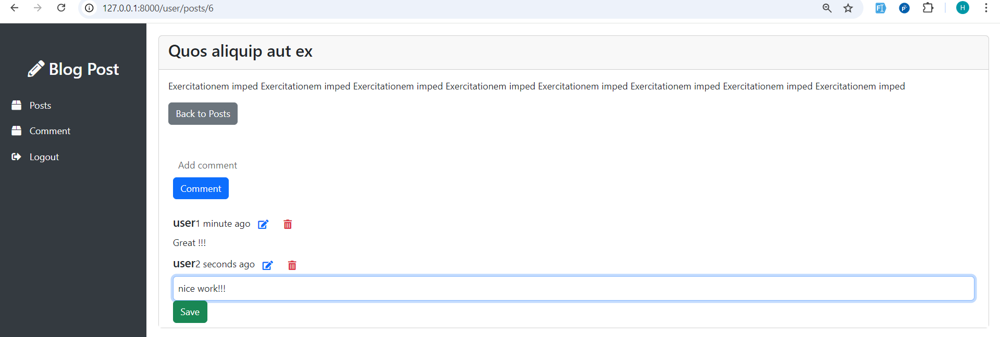 127.0.0.1:8000/user/posts/6
H
Blog Post
Posts
Comment
Logout
Quos aliquip aut ex
Exercitationem imped Exercitationem imped Exercitationem imped Exercitationem imped Exercitationem imped Exercitationem imped Exercitationem imped Exercitationem imped
Back to Posts
Add comment
Comment
user1 minute ago
Great !!!
user2 seconds ago
nice work!!!
Save